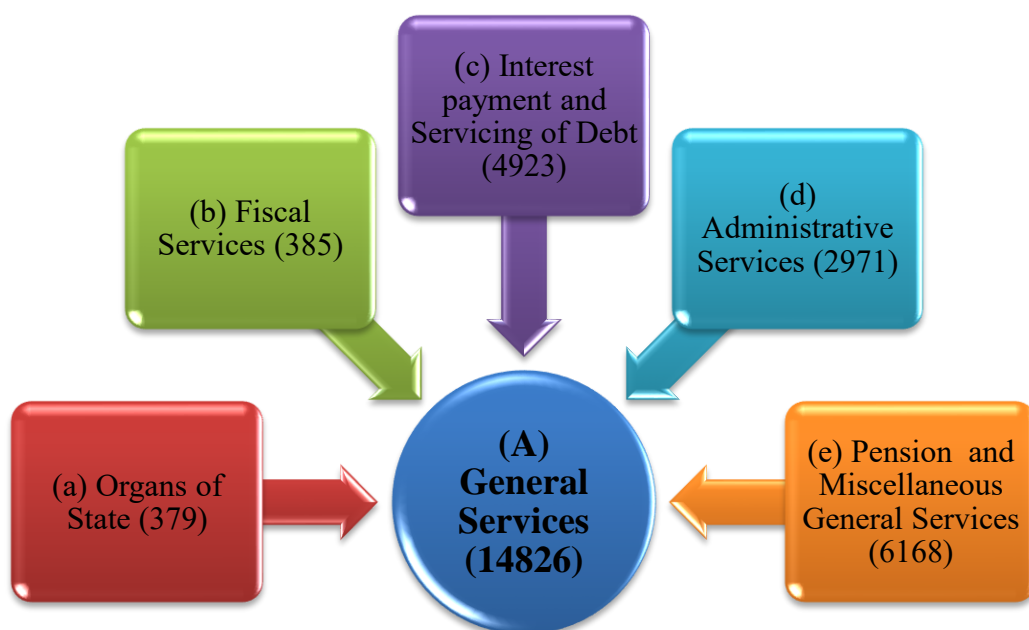 (c) Interest
payment and
Servicing of Debt
(4923)
(b) Fiscal
Services (385)
(d)
Administrative
Services (2971)
(a) Organs of
State (379)
(A)
General
Services
(14826)
(e) Pension and
Miscellaneous
General Services
(6168)